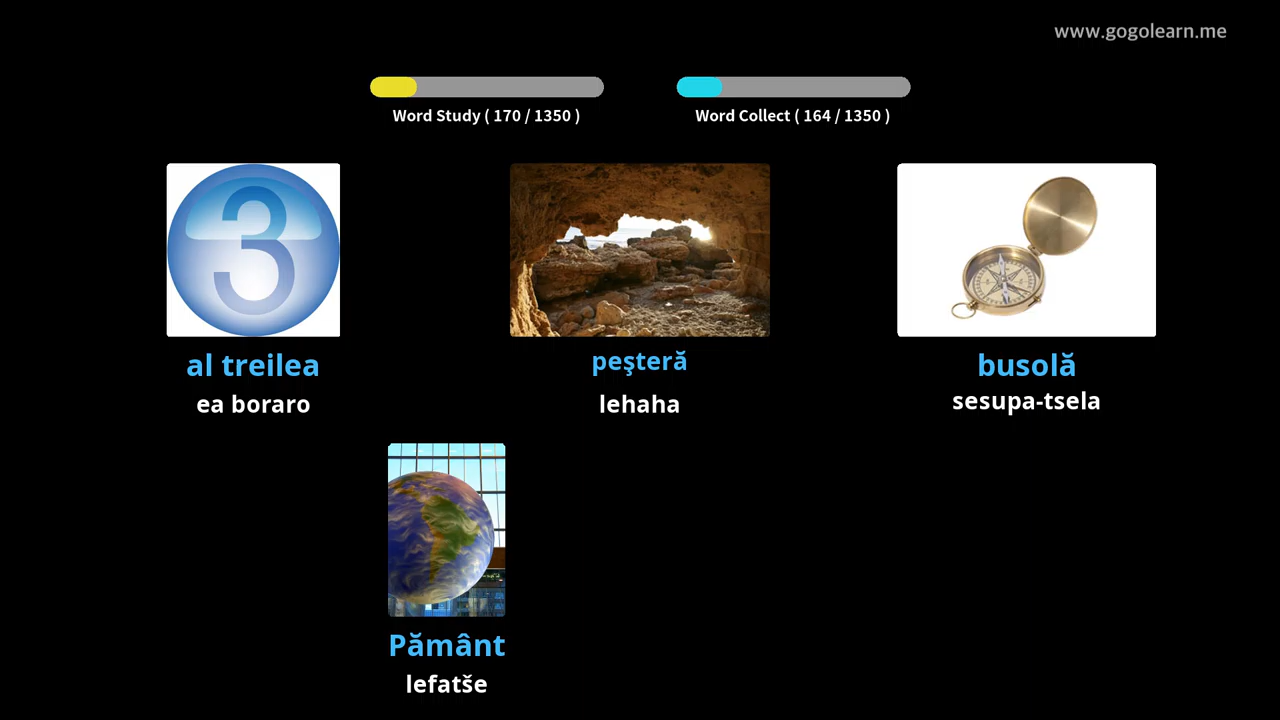 www.gogolearn.me
Word Study ( 170 / 1350 )
Word Collect ( 164 / 1350 )
3
al treilea
ea boraro
peşteră
lehaha
busolă
sesupa-tsela
Pământ
lefatše